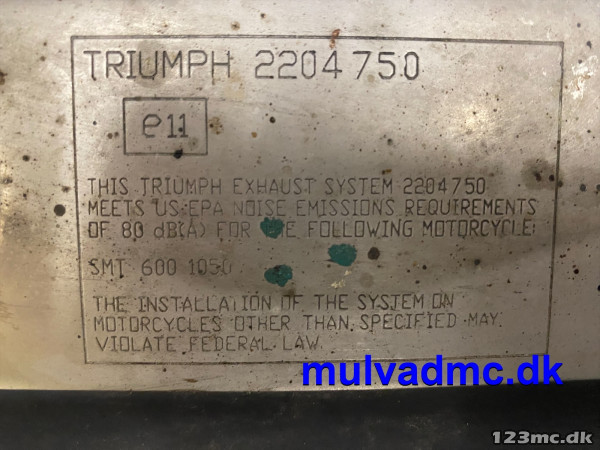 TRIUMPH 2204750
e11
THIS TRIUMPH EXHAUST SYSTEM 2204750
MEETS US EPA NOISE EMISSIONS REQUIREMENTS
OF 80 dB(A) FOR THE FOLLOWING MOTORCYCLE:
SMT 600 1050
THE INSTALLATION OF THE SYSTEM ON
MOTORCYCLES OTHER THAN SPECIFIED MAY
VIOLATE FEDERAL LAW.
mulvadmc.dk
123mc.dk